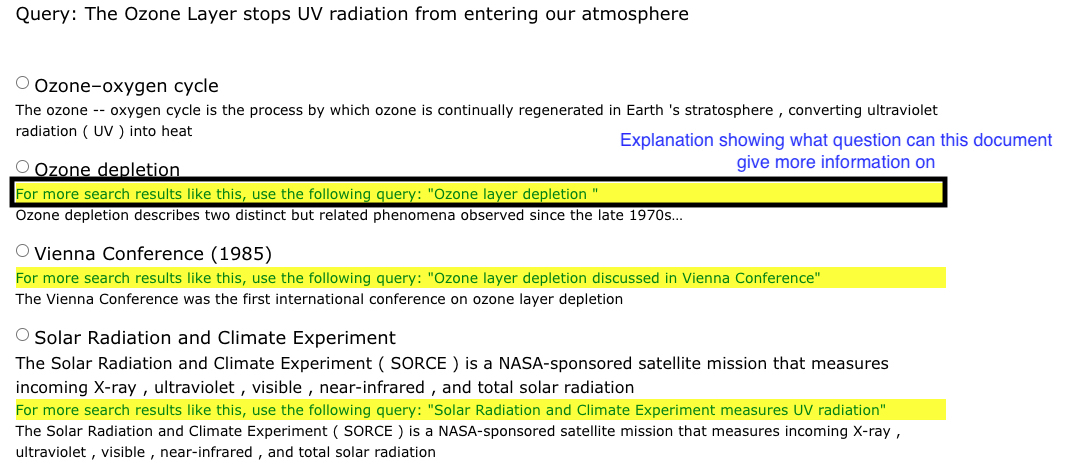 Query: The Ozone Layer stops UV radiation from entering our atmosphere
Ozone–oxygen cycle
The ozone -- oxygen cycle is the process by which ozone is continually regenerated in Earth 's stratosphere , converting ultraviolet
radiation ( UV ) into heat
Explanation showing what question can this document
give more information on
Ozone depletion
For more search results like this, use the following query: "Ozone layer depletion "
Ozone depletion describes two distinct but related phenomena observed since the late 1970s…
Vienna Conference (1985)
For more search results like this, use the following query: "Ozone layer depletion discussed in Vienna Conference"
The Vienna Conference was the first international conference on ozone layer depletion
Solar Radiation and Climate Experiment
The Solar Radiation and Climate Experiment ( SORCE ) is a NASA-sponsored satellite mission that measures
incoming X-ray , ultraviolet , visible , near-infrared , and total solar radiation
For more search results like this, use the following query: "Solar Radiation and Climate Experiment measures UV radiation"
The Solar Radiation and Climate Experiment ( SORCE ) is a NASA-sponsored satellite mission that measures incoming X-ray ,
ultraviolet , visible , near-infrared , and total solar radiation